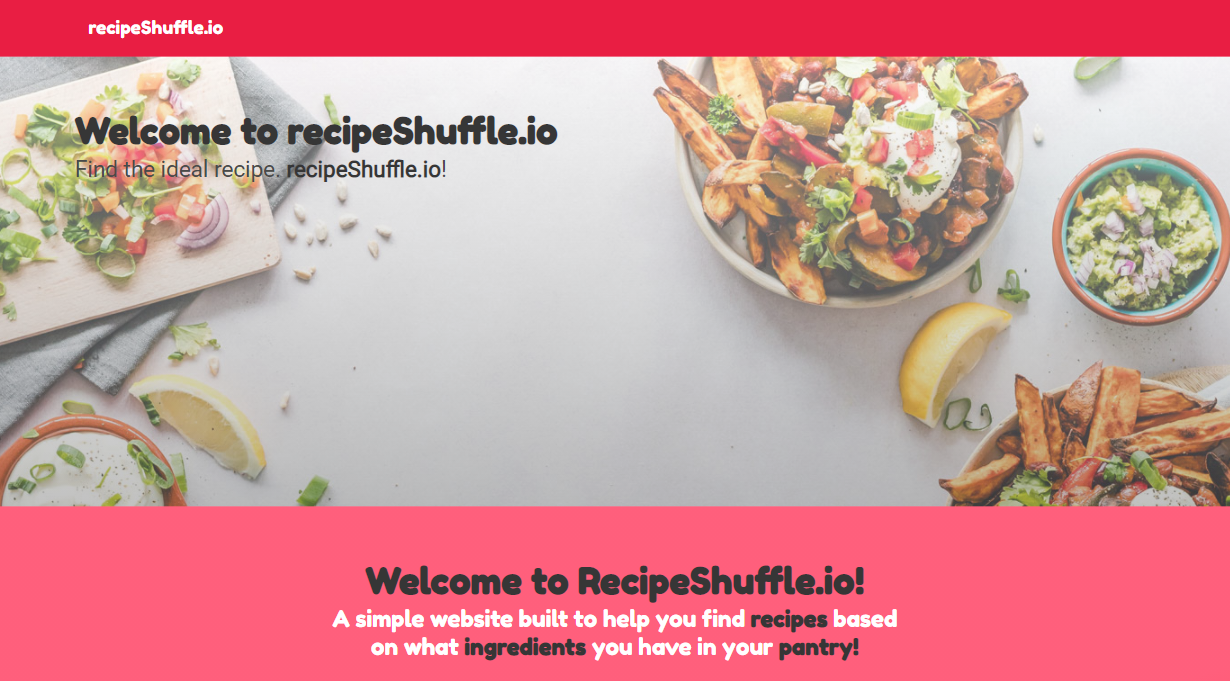 recipeShuffle.io
Welcome to recipeShuffle.io
Find the ideal recipe. recipeShuffle.io!
Welcome to RecipeShuffle.io!
A simple website built to help you find recipes based
on what ingredients you have in your pantry!